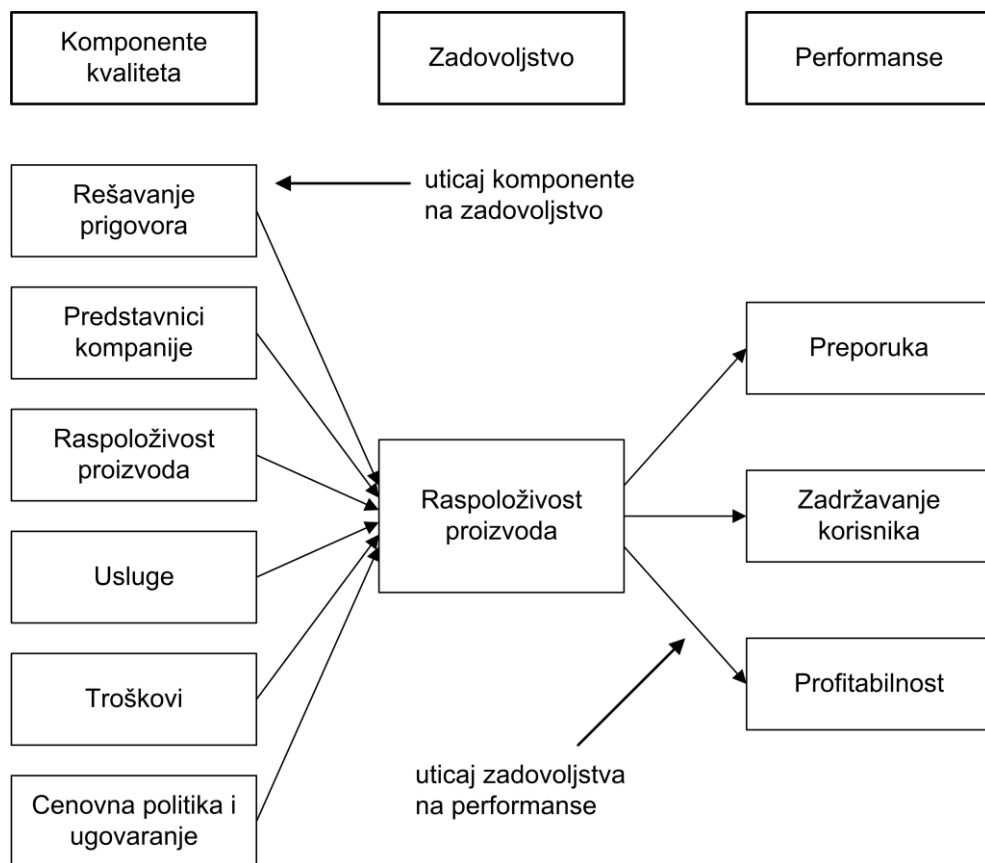 Komponente
kvaliteta
Zadovoljstvo
Performanse
Rešavanje
prigovora
uticaj komponente
na zadovoljstvo
Predstavnici
kompanije
Preporuka
Raspoloživost
proizvoda
Raspoloživost
proizvoda
Zadržavanje
korisnika
Usluge
Troškovi
Profitabilnost
uticaj zadovoljstva
na performanse
Cenovna politika i
ugovaranje